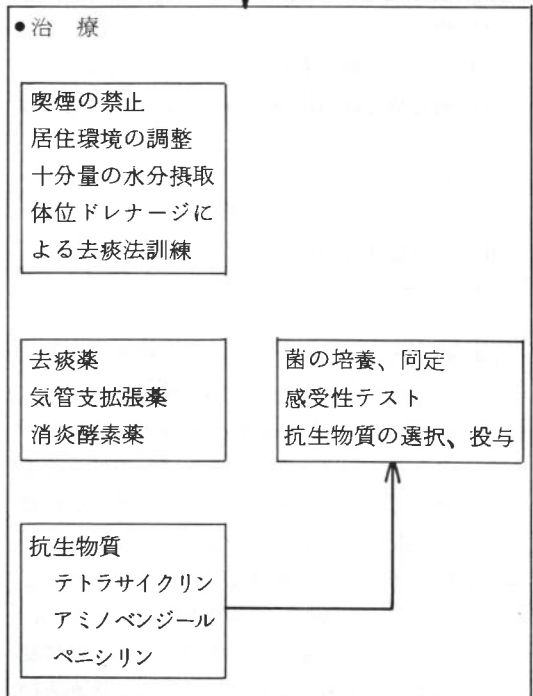 ●治 療
喫煙の禁止
居住環境の調整
十分量の水分摂取
体位ドレナージに
よる去痰法訓練
去痰薬
気管支拡張薬
消炎酵素薬
菌の培養、同定
感受性テスト
抗生物質の選択、投与
抗生物質
テトラサイクリン
アミノベンジール
ペニシリン